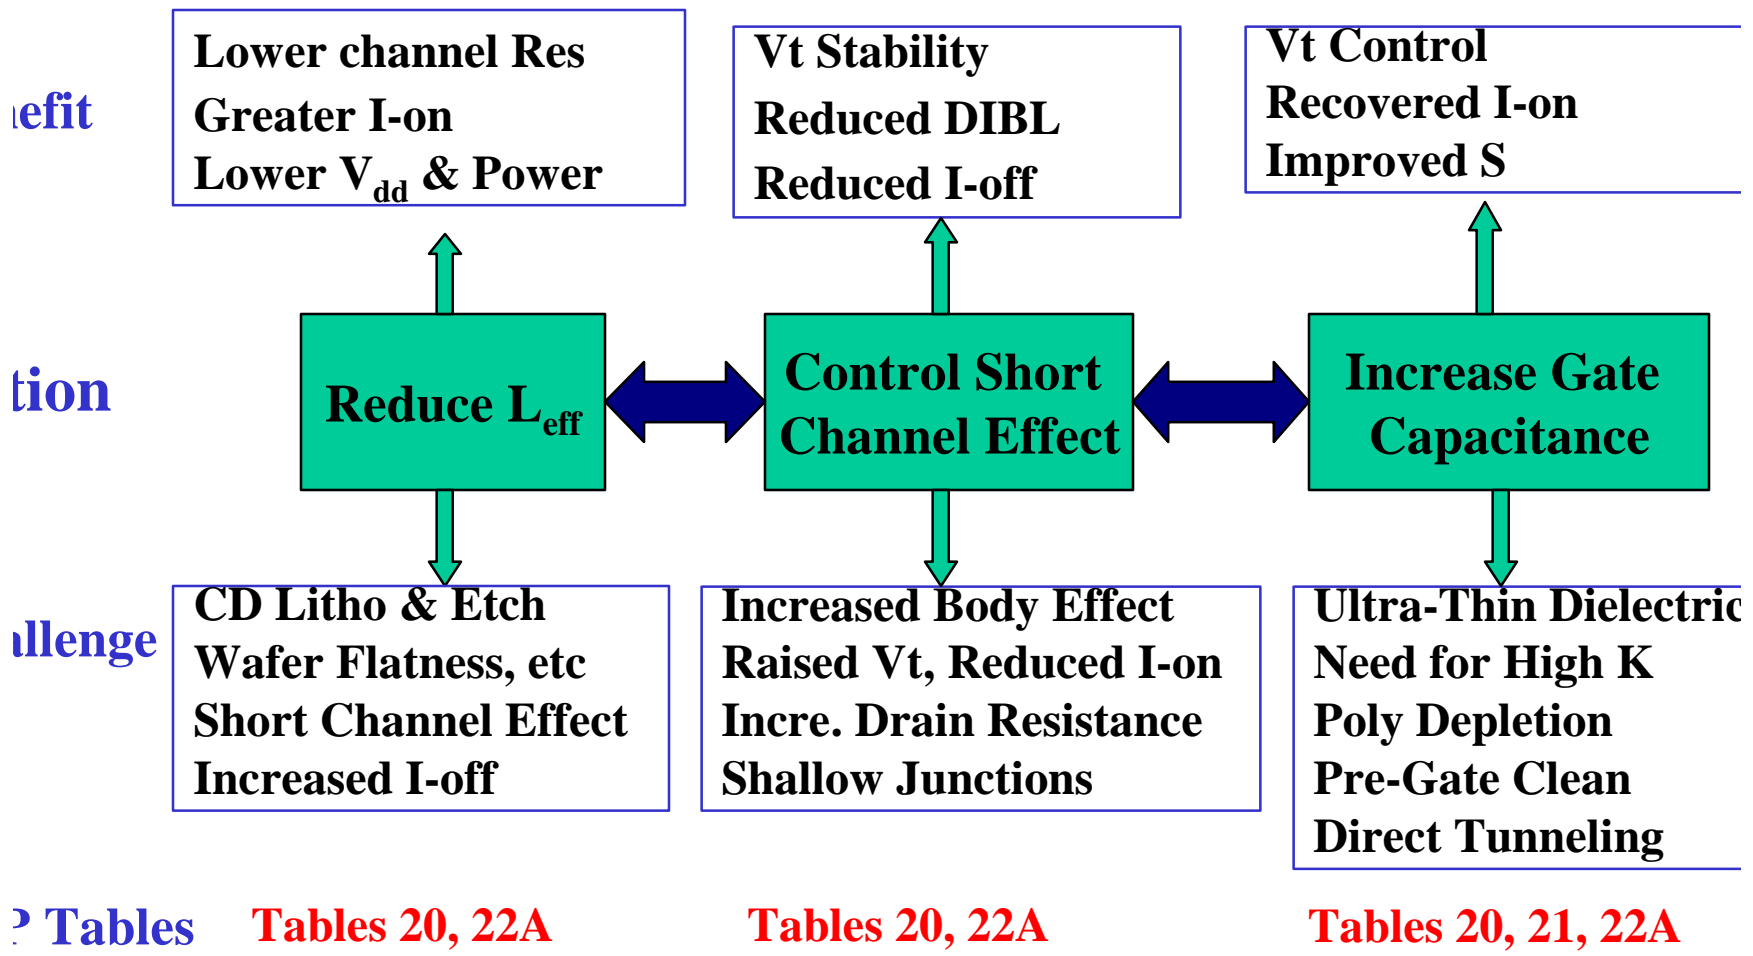 Lower channel Res
Greater I-on
Lower Vdd & Power
Vt Stability
Reduced DIBL
Reduced I-off
Vt Control
Recovered I-on
Improved S
Reduce Leff
Control Short
Channel Effect
Increase Gate
Capacitance
CD Litho & Etch
Wafer Flatness, etc
Short Channel Effect
Increased I-off
Increased Body Effect
Raised Vt, Reduced I-on
Incre. Drain Resistance
Shallow Junctions
Ultra-Thin Dielectric
Need for High K
Poly Depletion
Pre-Gate Clean
Direct Tunneling
Tables
Tables 20, 22A
Tables 20, 22A
Tables 20, 21, 22A